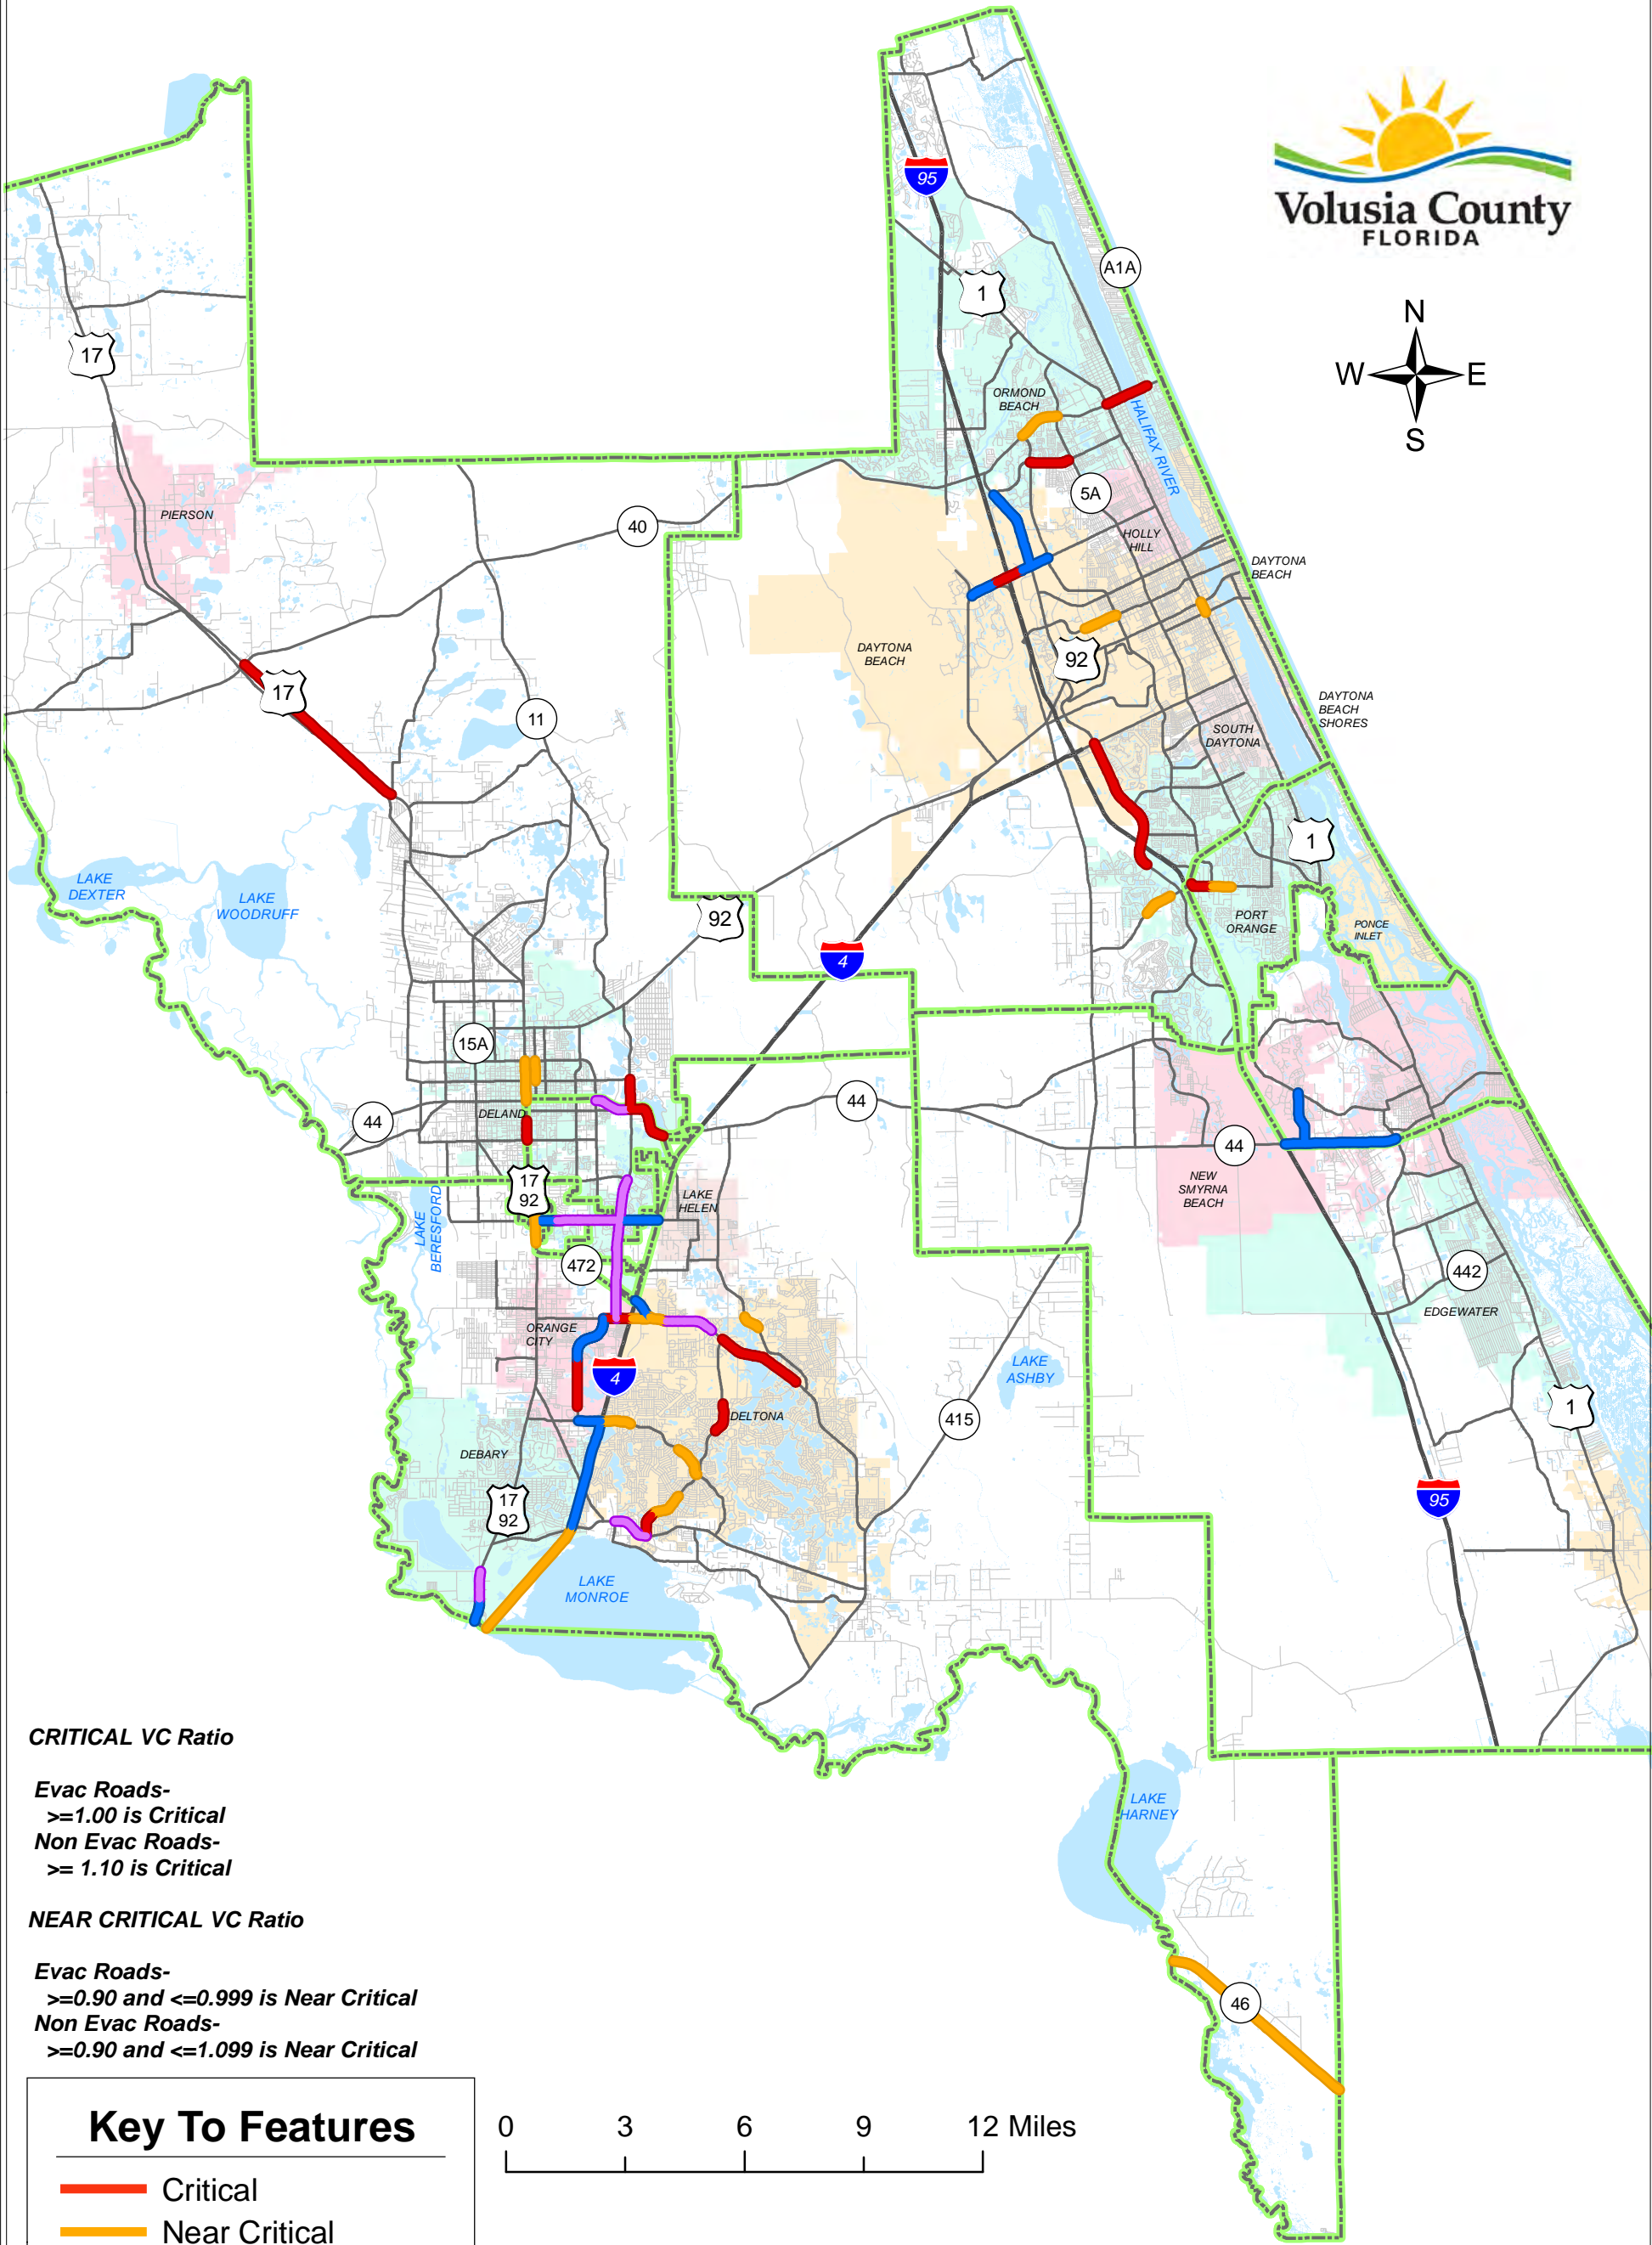 Volusia County
FLORIDA
N
W E
S
95
A1A
1
17
ORMOND
BEACH
HALIFAX RIVER
5A
PIERSON
40
HOLLY
HILL
DAYTONA
BEACH
DAYTONA
BEACH
92
17
11
DAYTONA
BEACH
SHORES
SOUTH
DAYTONA
1
LAKE
DEXTER
LAKE
WOODRUFF
92
PORT
ORANGE
PONCE
INLET
4
15A
44
DELAND
44
44
17
92
LAKE
HELEN
NEW
SMYRNA
BEACH
LAKE
BERESFORD
472
442
EDGEWATER
ORANGE
CITY
4
LAKE
ASHBY
DELTONA
415
1
DEBARY
17
92
95
LAKE
MONROE
CRITICAL VC Ratio
Evac Roads-
>=1.00 is Critical
Non Evac Roads-
>= 1.10 is Critical
LAKE
HARNEY
NEAR CRITICAL VC Ratio
Evac Roads-
>=0.90 and <=0.999 is Near Critical
Non Evac Roads-
>=0.90 and <=1.099 is Near Critical
46
Key To Features
0 3 6 9 12 Miles
Critical
Near Critical